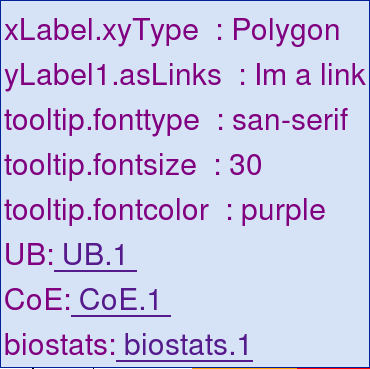 xLabel.xyType : Polygon
yLabel1.asLinks : Im a link
tooltip.fonttype : san-serif
tooltip.fontsize : 30
tooltip.fontcolor : purple
UB: UB.1
CoE: CoE.1
biostats: biostats.1